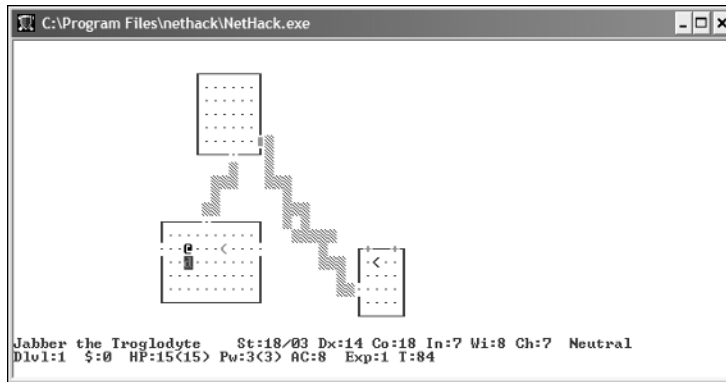 C:\Program Files\nethack\NetHack.exe
Jabber the Troglodyte St:18/03 Dx:14 Co:18 In:7 Wi:8 Ch:7 Neutral
Dlvl:1 $:0 HP:15(15) Pw:3(3) AC:8 Exp:1 T:84